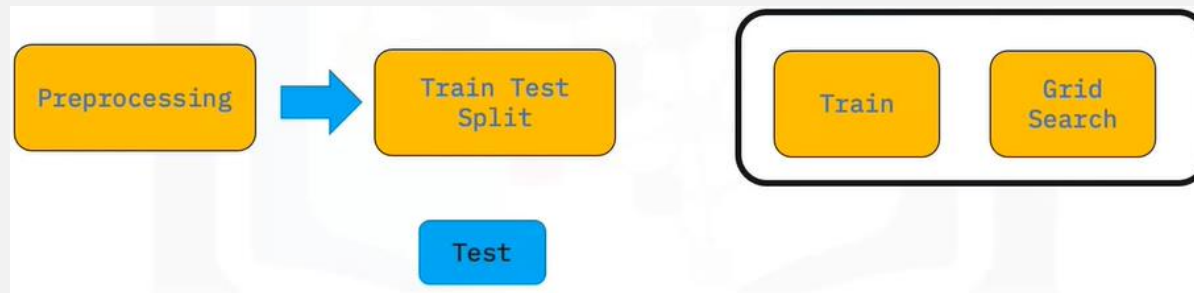 Preprocessing
Train Test
Split
Train
Grid
Search
Test